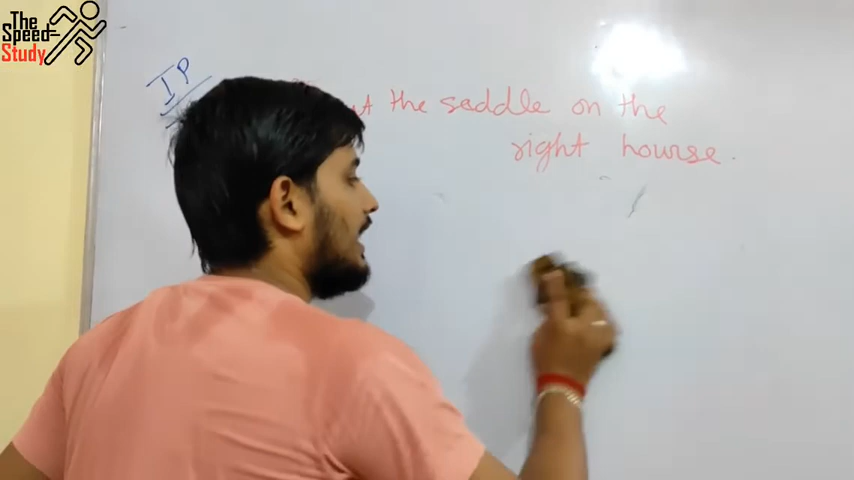 The
Speed
Study
IP
the saddle on the
right hourse.